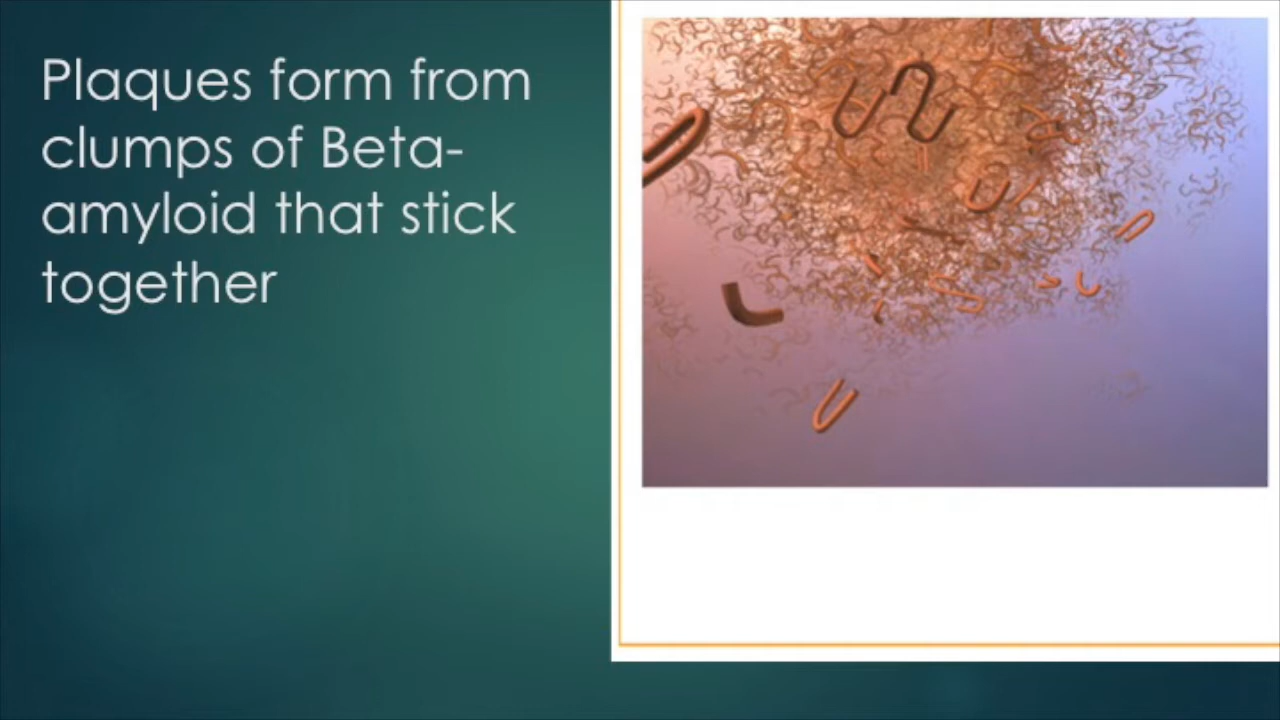 Plaques form from
clumps of Beta-
amyloid that stick
together